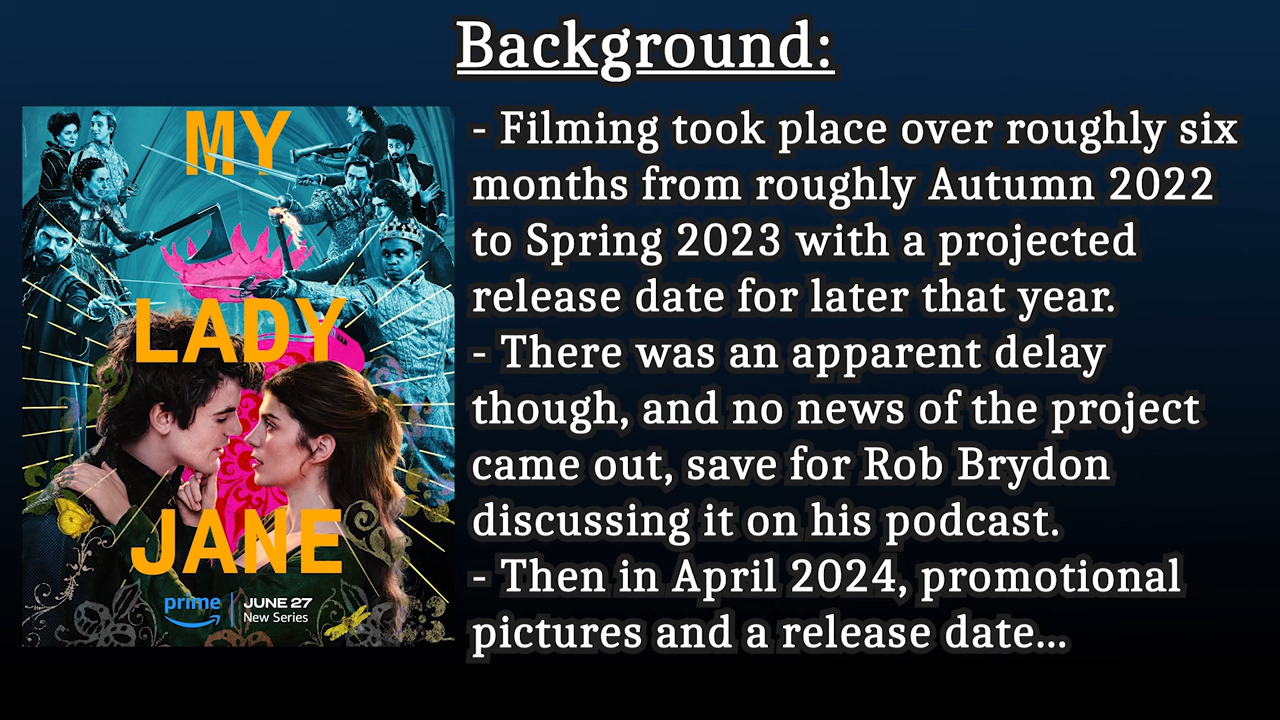 Background:
MY
LADY
JANE
prime
JUNE 27
New Series
- Filming took place over roughly six
months from roughly Autumn 2022
to Spring 2023 with a projected
release date for later that year.
- There was an apparent delay
though, and no news of the project
came out, save for Rob Brydon
discussing it on his podcast.
- Then in April 2024, promotional
pictures and a release date...